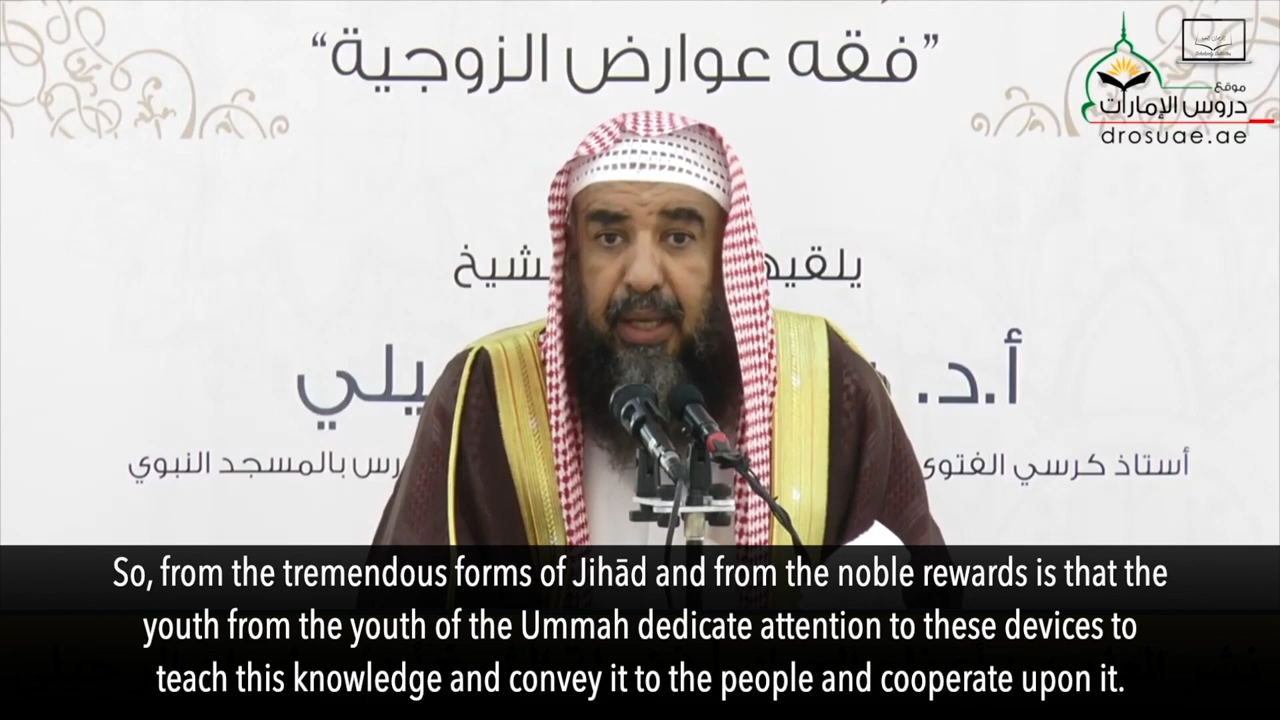 “فقه عوارض الزوجية”
موقع
دروس الإمارات
drosuae.ae
أ.د.
أستاذ كرسي الفتوى
بالمسجد النبوي
So, from the tremendous forms of Jihād and from the noble rewards is that the
youth from the youth of the Ummah dedicate attention to these devices to
teach this knowledge and convey it to the people and cooperate upon it.